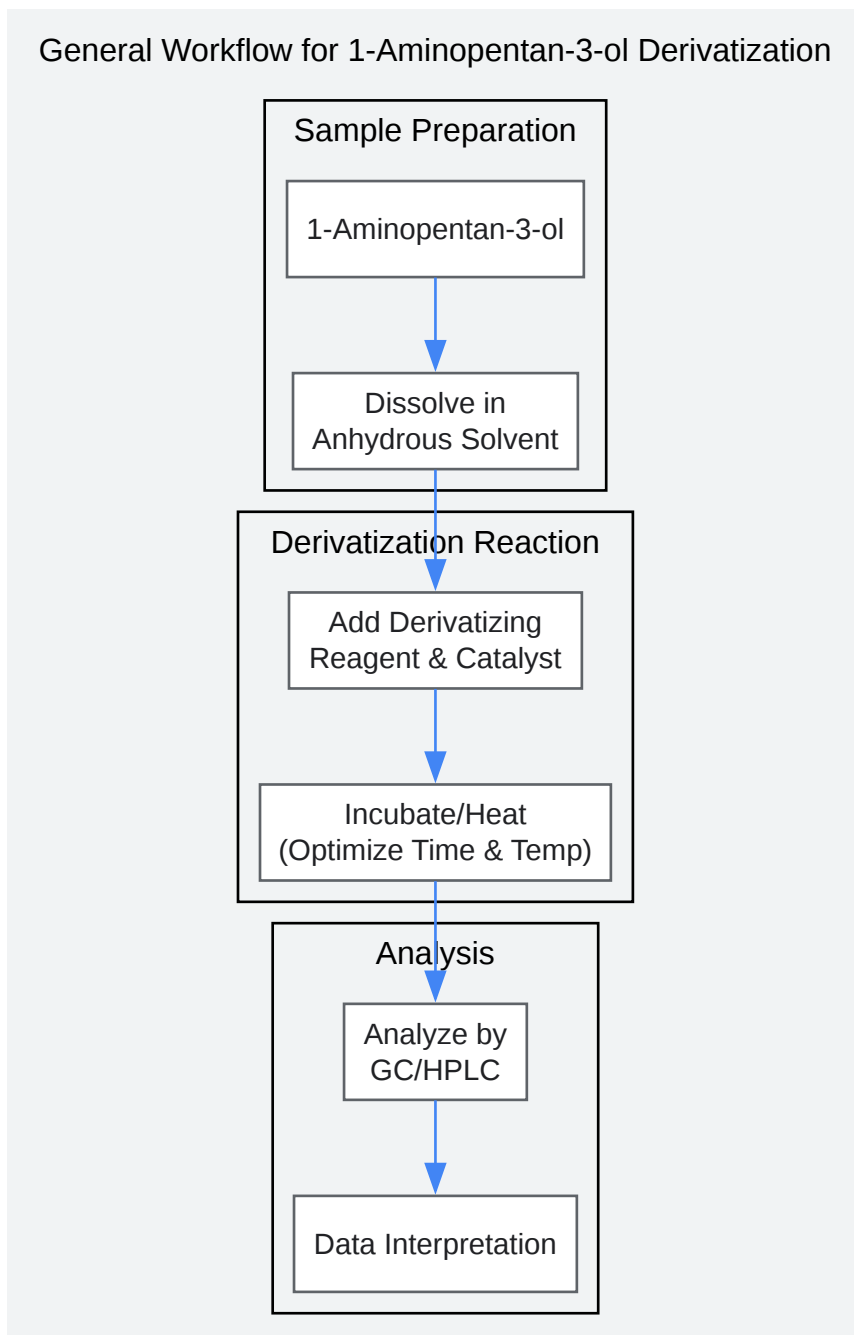 General Workflow for 1-Aminopentan-3-ol Derivatization
Sample Preparation
1-Aminopentan-3-ol
Dissolve in
Anhydrous Solvent
Derivatization Reaction
Add Derivatizing
Reagent & Catalyst
Incubate/Heat
(Optimize Time & Temp)
Analysis
Analyze by
GC/HPLC
Data Interpretation